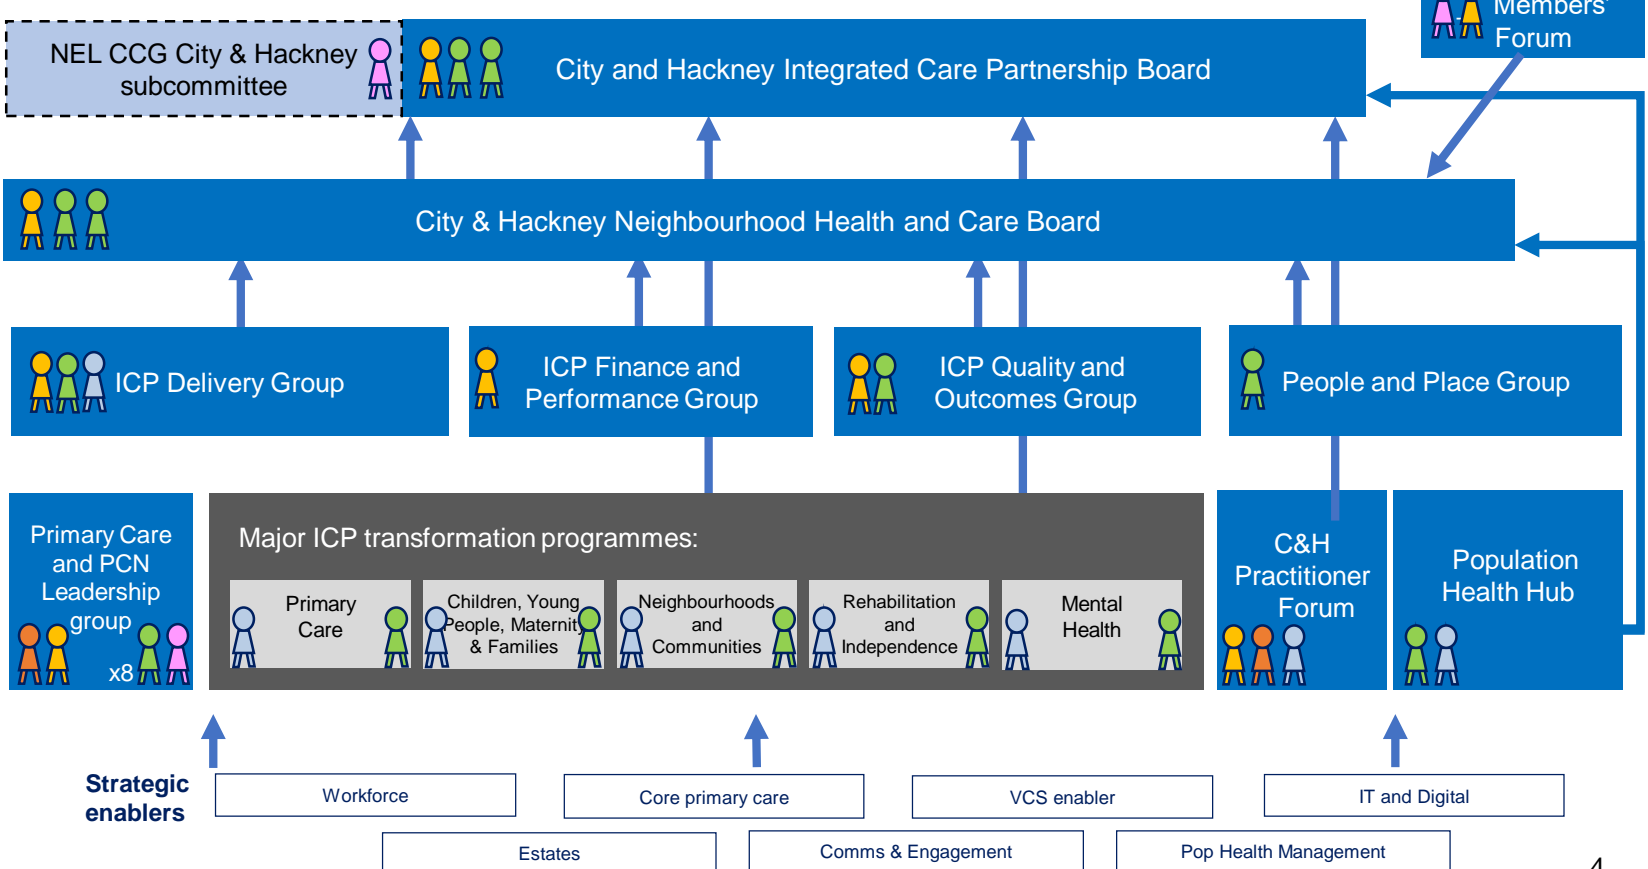 Members'
Forum
NEL CCG City & Hackney
subcommittee
City and Hackney Integrated Care Partnership Board
City & Hackney Neighbourhood Health and Care Board
ICP Delivery Group
ICP Finance and
Performance Group
ICP Quality and
Outcomes Group
People and Place Group
Primary Care
and PCN
Leadership
group
x8
Major ICP transformation programmes:
Primary
Care
Children, Young
People, Maternity
& Families
Neighbourhoods
and
Communities
Rehabilitation
and
Independence
Mental
Health
C&H
Practitioner
Forum
Population
Health Hub
Strategic
enablers
Workforce
Core primary care
VCS enabler
IT and Digital
Estates
Comms & Engagement
Pop Health Management
4